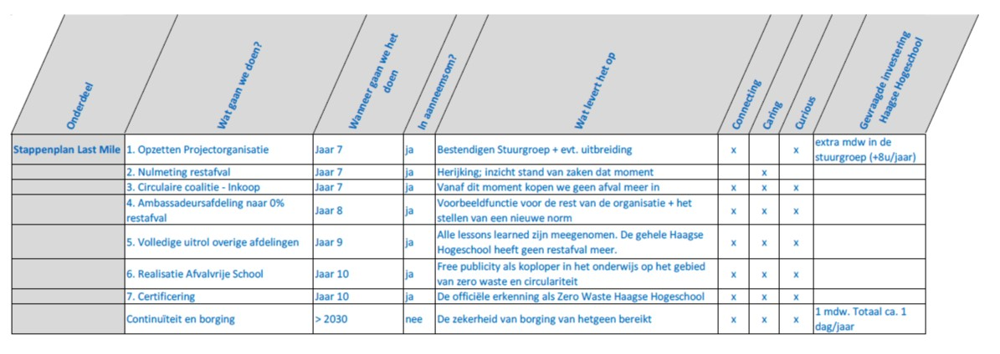 Onderdeel
Wat gaan we doen?
Wanneer gaan we het
doen
In aanneemsom?
Wat levert het op
Connecting
Caring
Curious
Gevraagde investering
Haagse Hogeschool
Stappenplan Last Mile 1. Opzetten Projectorganisatie Jaar 7 ja Bestendigen Stuurgroep + evt. uitbreiding x x extra mdw in de
stuurgroep (+8u/jaar)
2. Nulmeting restafval Jaar 7 ja Herijking; inzicht stand van zaken dat moment x
3. Circulaire coalitie - Inkoop Jaar 7 ja Vanaf dit moment kopen we geen afval meer in x x x
4. Ambassadeursafdeling naar 0%
restafval Jaar 8 ja Voorbeeldfunctie voor de rest van de organisatie + het
stellen van een nieuwe norm x x x
5. Volledige uitrol overige afdelingen Jaar 9 ja Alle lessons learned zijn meegenomen. De gehele Haagse
Hogeschool heeft geen restafval meer. x x x
6. Realisatie Afvalvrije School Jaar 10 ja Free publicity als koploper in het onderwijs op het gebied
van zero waste en circulariteit x x x
7. Certificering Jaar 10 ja De officiële erkenning als Zero Waste Haagse Hogeschool x x x
Continuïteit en borging > 2030 nee De zekerheid van borging van hetgeen bereikt x x x 1 mdw. Totaal ca. 1
dag/jaar